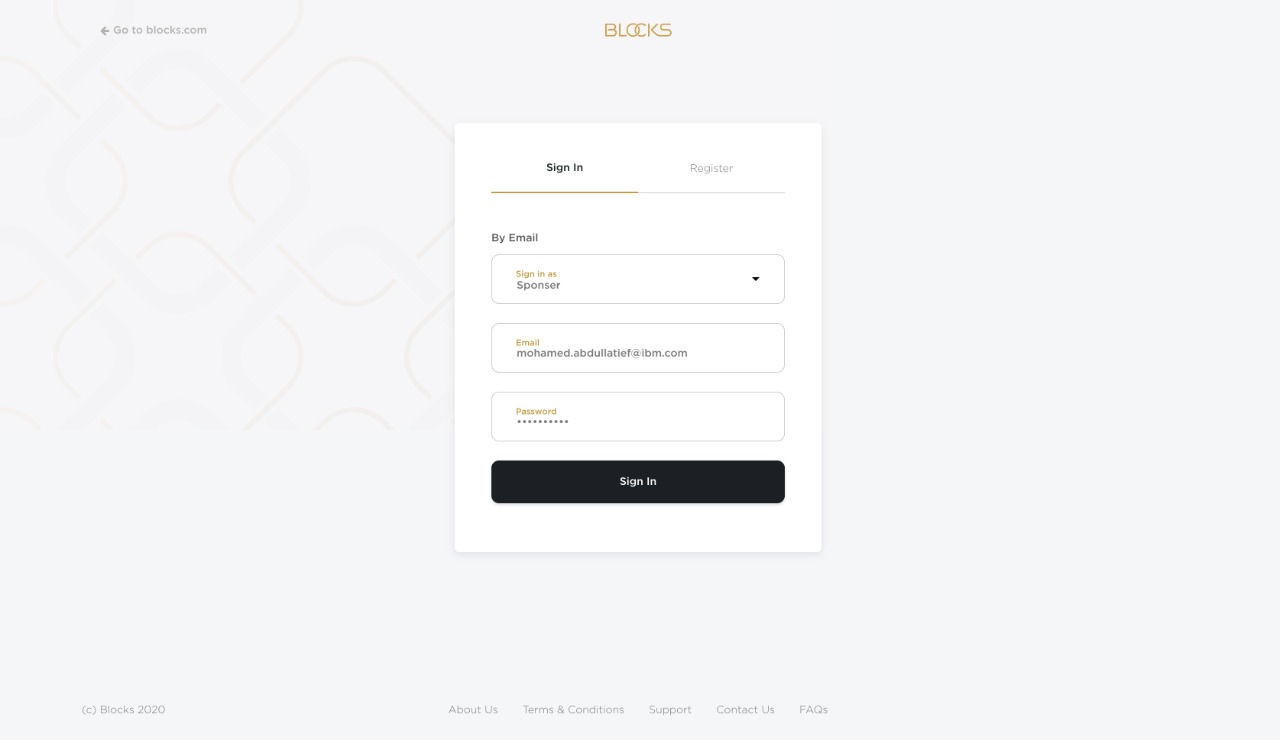 ← Go to blocks.com
BLOCKS
Sign In
Register
By Email
Sign in as
Sponser
Email
mohamed.abdullatief@ibm.com
Password
••••••••••
Sign In
(c) Blocks 2020
About Us
Terms & Conditions
Support
Contact Us
FAQs